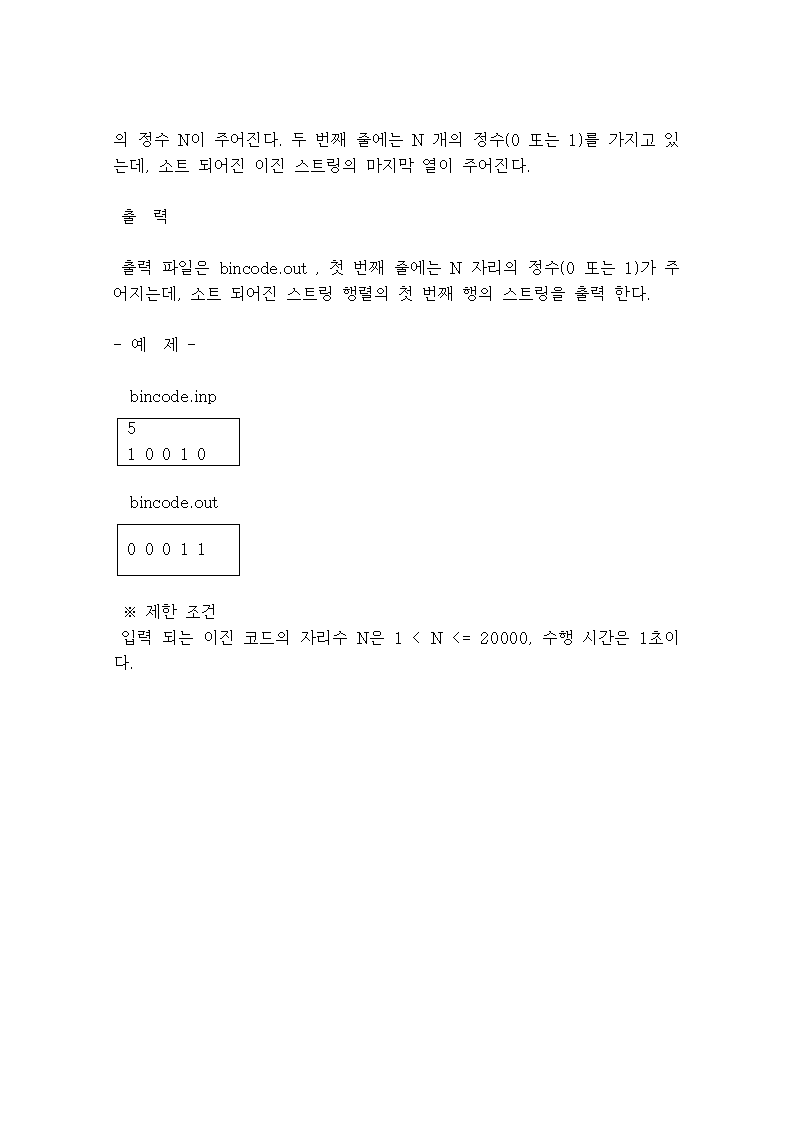 의 정수 N이 주어진다. 두 번째 줄에는 N 개의 정수(0 또는 1)를 가지고 있
는데, 소트 되어진 이진 스트링의 마지막 열이 주어진다.
출 력
출력 파일은 bincode.out , 첫 번째 줄에는 N 자리의 정수(0 또는 1)가 주
어지는데, 소트 되어진 스트링 행렬의 첫 번째 행의 스트링을 출력 한다.
- 예 제 -
bincode.inp
5
1 0 0 1 0
bincode.out
0 0 0 1 1
※ 제한 조건
입력 되는 이진 코드의 자리수 N은 1 < N <= 20000, 수행 시간은 1초이
다.